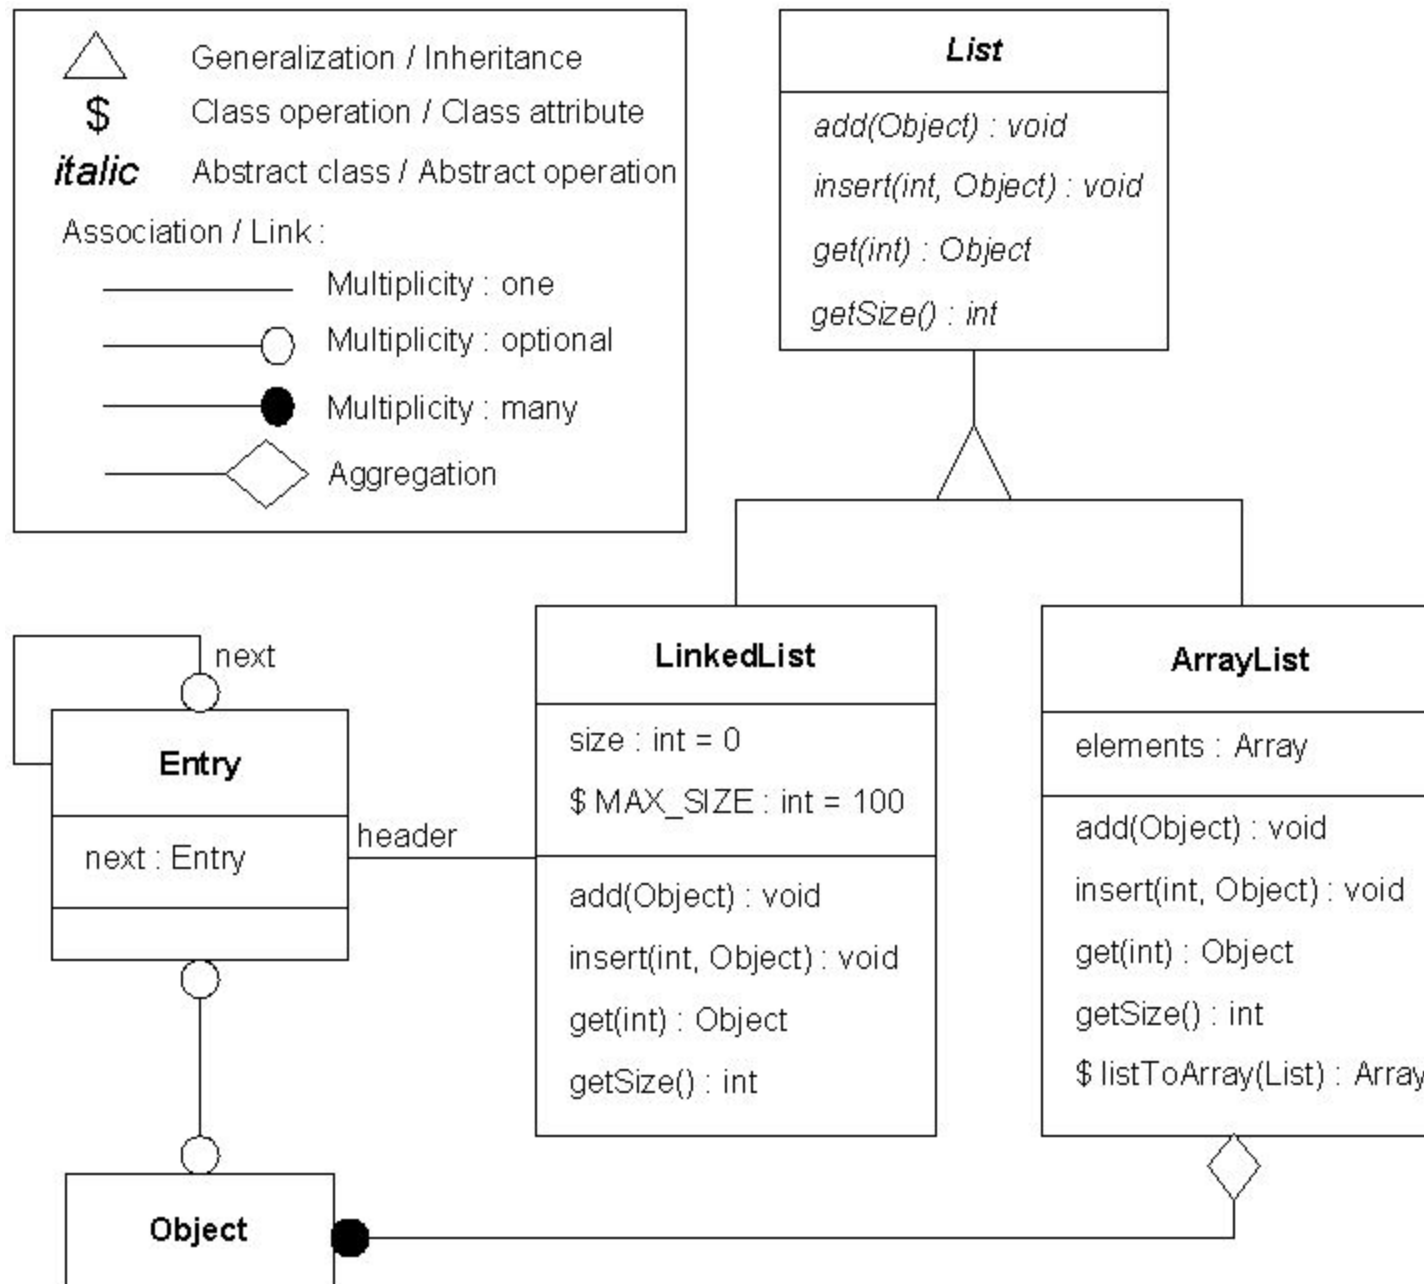 Generalization / Inheritance
$ Class operation / Class attribute
italic Abstract class / Abstract operation
Association / Link :
Multiplicity : one
Multiplicity : optional
Multiplicity : many
Aggregation
List
add(Object) : void
insert(int, Object) : void
get(int) : Object
getSize() : int
next
Entry
next : Entry
header
LinkedList
size : int = 0
$ MAX_SIZE : int = 100
add(Object) : void
insert(int, Object) : void
get(int) : Object
getSize() : int
ArrayList
elements : Array
add(Object) : void
insert(int, Object) : void
get(int) : Object
getSize() : int
$ listToArray(List) : Array
Object